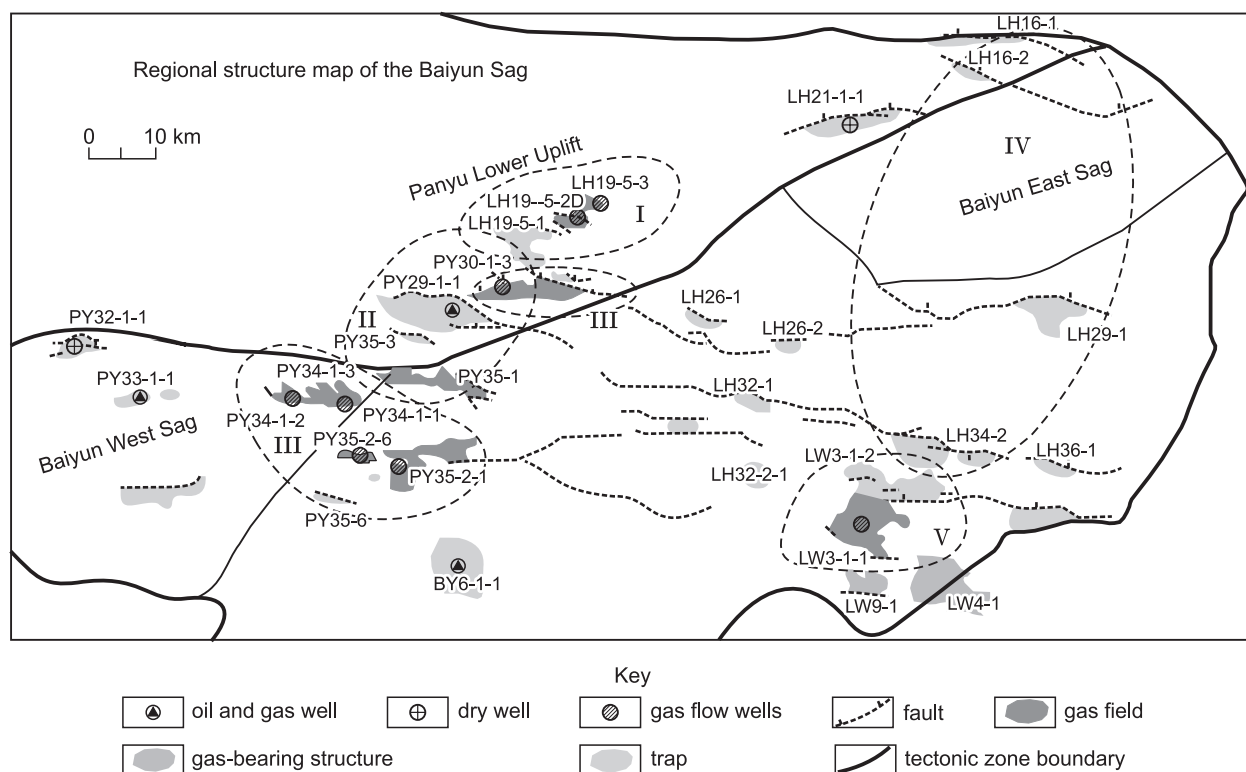 LH16-1
Regional structure map of the Baiyun Sag
LH16-2
LH21-1-1
0 10 km
IV
Panyu Lower Uplift
Baiyun East Sag
LH19-5-3
LH19--5-2D
I
LH19-5-1
PY30-1-3
PY29-1-1
LH26-1
III
II
PY32-1-1
LH26-2
LH29-1
PY35-3
PY34-1-3
PY35-1
PY33-1-1
LH32-1
PY34-1-2
PY34-1-1
III
Baiyun West Sag
PY35-2-6
LH34-2
LH36-1
LW3-1-2
PY35-2-1
LH32-2-1
PY35-6
V
LW3-1-1
BY6-1-1
LW9-1
LW4-1
Key
oil and gas well
dry well
gas flow wells
fault
gas field
gas-bearing structure
trap
tectonic zone boundary